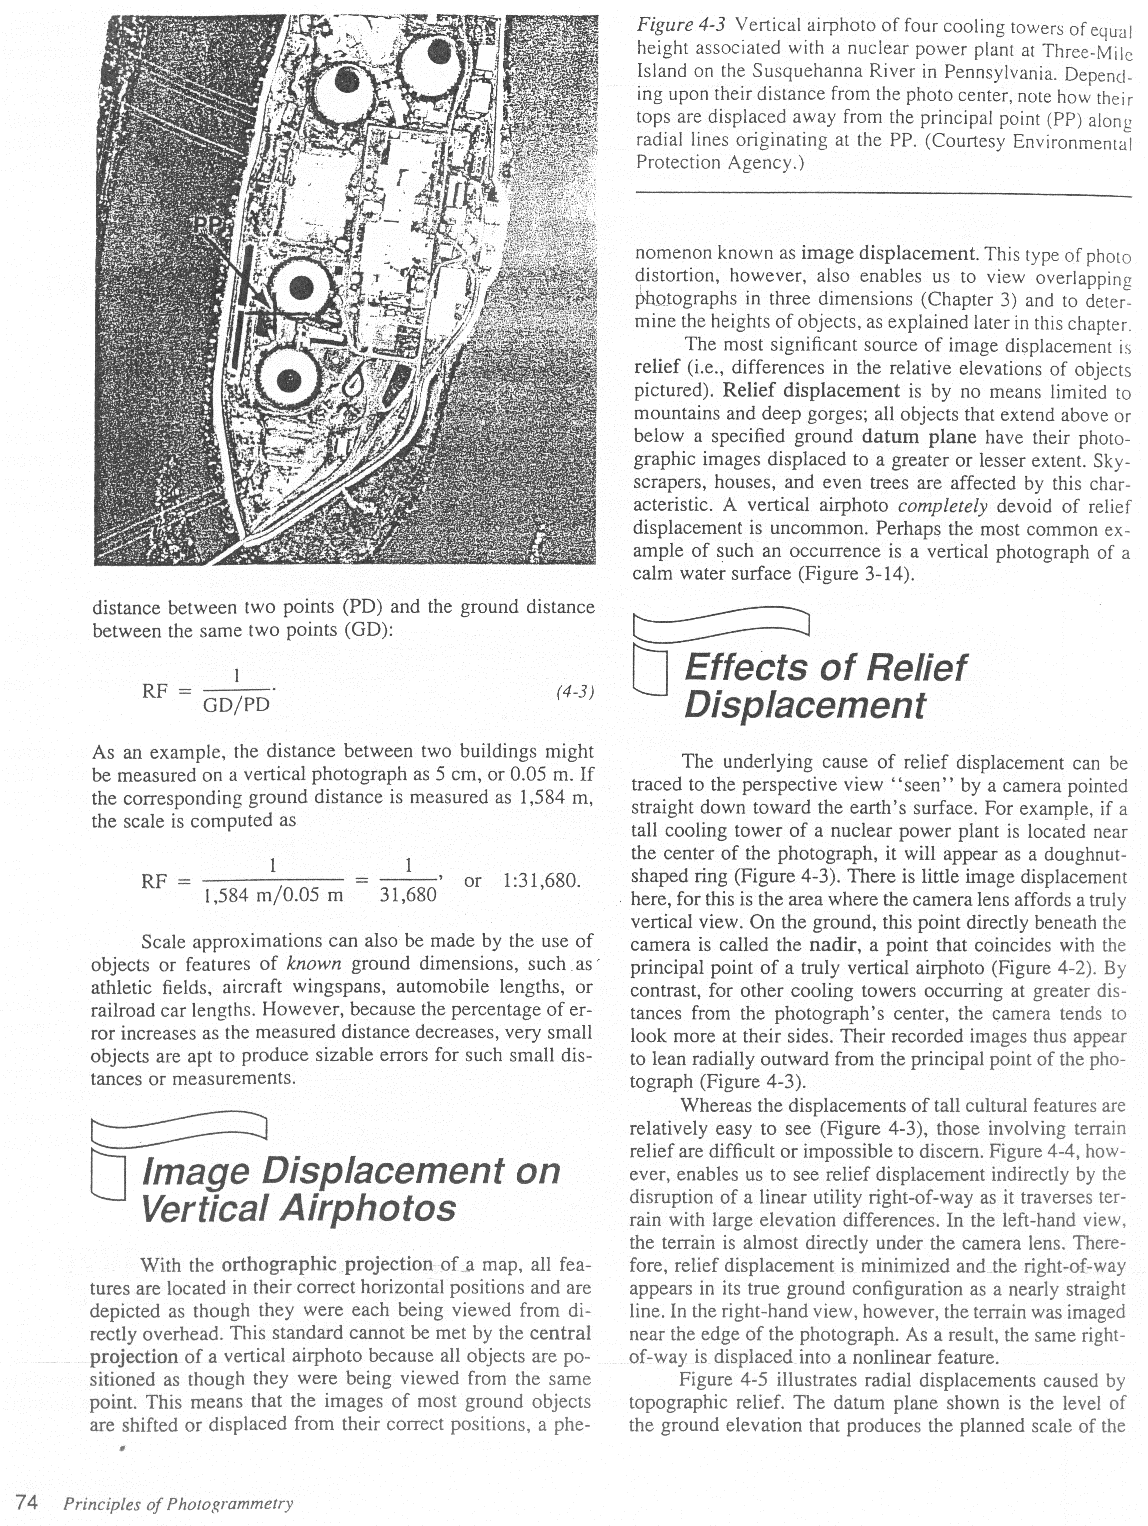 PP
Figure 4-3 Vertical airphoto of four cooling towers of equal
height associated with a nuclear power plant at Three-Mile
Island on the Susquehanna River in Pennsylvania. Depend-
ing upon their distance from the photo center, note how their
tops are displaced away from the principal point (PP) along
radial lines originating at the PP. (Courtesy Environmental
Protection Agency.)
distance between two points (PD) and the ground distance
between the same two points (GD):
RF = 1 / GD/PD. (4-3)
As an example, the distance between two buildings might
be measured on a vertical photograph as 5 cm, or 0.05 m. If
the corresponding ground distance is measured as 1,584 m,
the scale is computed as
RF = 1 / 1,584 m/0.05 m = 1 / 31,680, or 1:31,680.
Scale approximations can also be made by the use of
objects or features of known ground dimensions, such as
athletic fields, aircraft wingspans, automobile lengths, or
railroad car lengths. However, because the percentage of er-
ror increases as the measured distance decreases, very small
objects are apt to produce sizable errors for such small dis-
tances or measurements.
Image Displacement on
Vertical Airphotos
With the orthographic projection of a map, all fea-
tures are located in their correct horizontal positions and are
depicted as though they were each being viewed from di-
rectly overhead. This standard cannot be met by the central
projection of a vertical airphoto because all objects are po-
sitioned as though they were being viewed from the same
point. This means that the images of most ground objects
are shifted or displaced from their correct positions, a phe-
nomenon known as image displacement. This type of photo
distortion, however, also enables us to view overlapping
photographs in three dimensions (Chapter 3) and to deter-
mine the heights of objects, as explained later in this chapter.
The most significant source of image displacement is
relief (i.e., differences in the relative elevations of objects
pictured). Relief displacement is by no means limited to
mountains and deep gorges; all objects that extend above or
below a specified ground datum plane have their photo-
graphic images displaced to a greater or lesser extent. Sky-
scrapers, houses, and even trees are affected by this char-
acteristic. A vertical airphoto completely devoid of relief
displacement is uncommon. Perhaps the most common ex-
ample of such an occurrence is a vertical photograph of a
calm water surface (Figure 3-14).
Effects of Relief
Displacement
The underlying cause of relief displacement can be
traced to the perspective view "seen" by a camera pointed
straight down toward the earth's surface. For example, if a
tall cooling tower of a nuclear power plant is located near
the center of the photograph, it will appear as a doughnut-
shaped ring (Figure 4-3). There is little image displacement
here, for this is the area where the camera lens affords a truly
vertical view. On the ground, this point directly beneath the
camera is called the nadir, a point that coincides with the
principal point of a truly vertical airphoto (Figure 4-2). By
contrast, for other cooling towers occurring at greater dis-
tances from the photograph's center, the camera tends to
look more at their sides. Their recorded images thus appear
to lean radially outward from the principal point of the pho-
tograph (Figure 4-3).
Whereas the displacements of tall cultural features are
relatively easy to see (Figure 4-3), those involving terrain
relief are difficult or impossible to discern. Figure 4-4, how-
ever, enables us to see relief displacement indirectly by the
disruption of a linear utility right-of-way as it traverses ter-
rain with large elevation differences. In the left-hand view,
the terrain is almost directly under the camera lens. There-
fore, relief displacement is minimized and the right-of-way
appears in its true ground configuration as a nearly straight
line. In the right-hand view, however, the terrain was imaged
near the edge of the photograph. As a result, the same right-
of-way is displaced into a nonlinear feature.
Figure 4-5 illustrates radial displacements caused by
topographic relief. The datum plane shown is the level of
the ground elevation that produces the planned scale of the
74 Principles of Photogrammetry